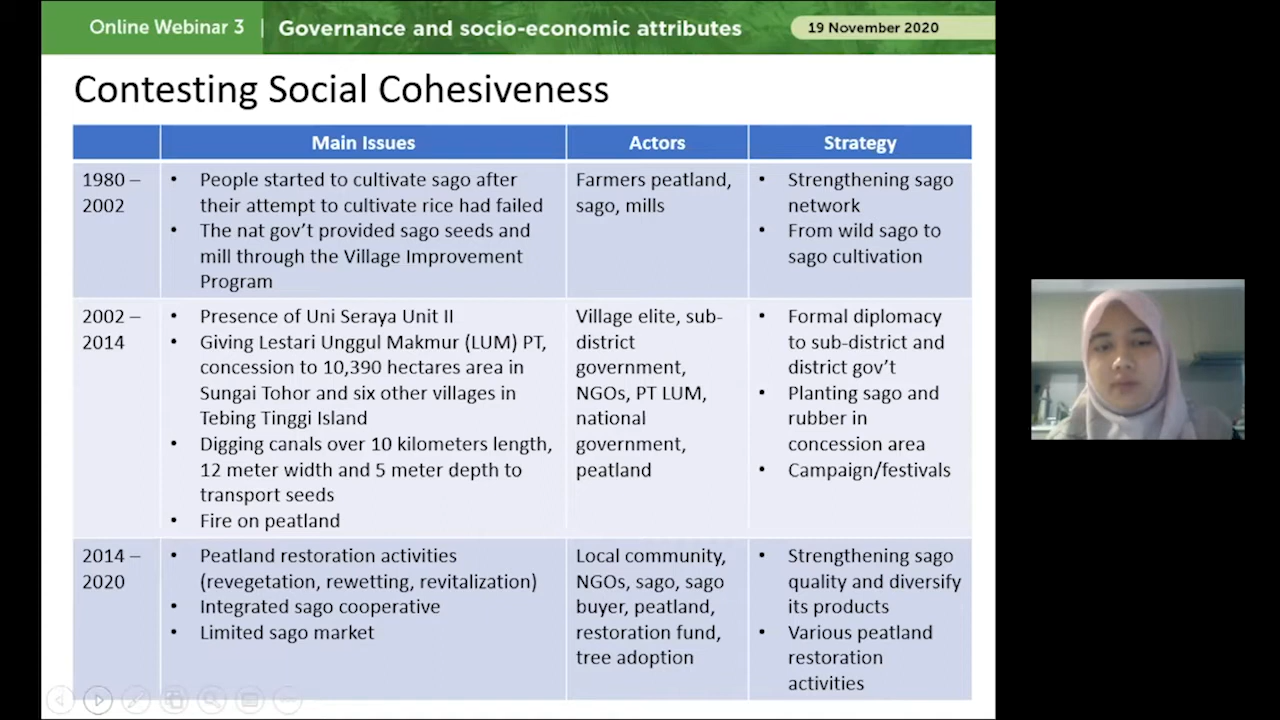 Online Webinar 3 | Governance and socio-economic attributes 19 November 2020
Contesting Social Cohesiveness
Main Issues Actors Strategy
1980 –
2002
• People started to cultivate sago after
their attempt to cultivate rice had failed
• The nat gov’t provided sago seeds and
mill through the Village Improvement
Program
Farmers peatland,
sago, mills
• Strengthening sago
network
• From wild sago to
sago cultivation
2002 –
2014
• Presence of Uni Seraya Unit II
• Giving Lestari Unggul Makmur (LUM) PT,
concession to 10,390 hectares area in
Sungai Tohor and six other villages in
Tebing Tinggi Island
• Digging canals over 10 kilometers length,
12 meter width and 5 meter depth to
transport seeds
• Fire on peatland
Village elite, sub-
district
government,
NGOs, PT LUM,
national
government,
peatland
• Formal diplomacy
to sub-district and
district gov’t
• Planting sago and
rubber in
concession area
• Campaign/festivals
2014 –
2020
• Peatland restoration activities
(revegetation, rewetting, revitalization)
• Integrated sago cooperative
• Limited sago market
Local community,
NGOs, sago, sago
buyer, peatland,
restoration fund,
tree adoption
• Strengthening sago
quality and diversify
its products
• Various peatland
restoration
activities